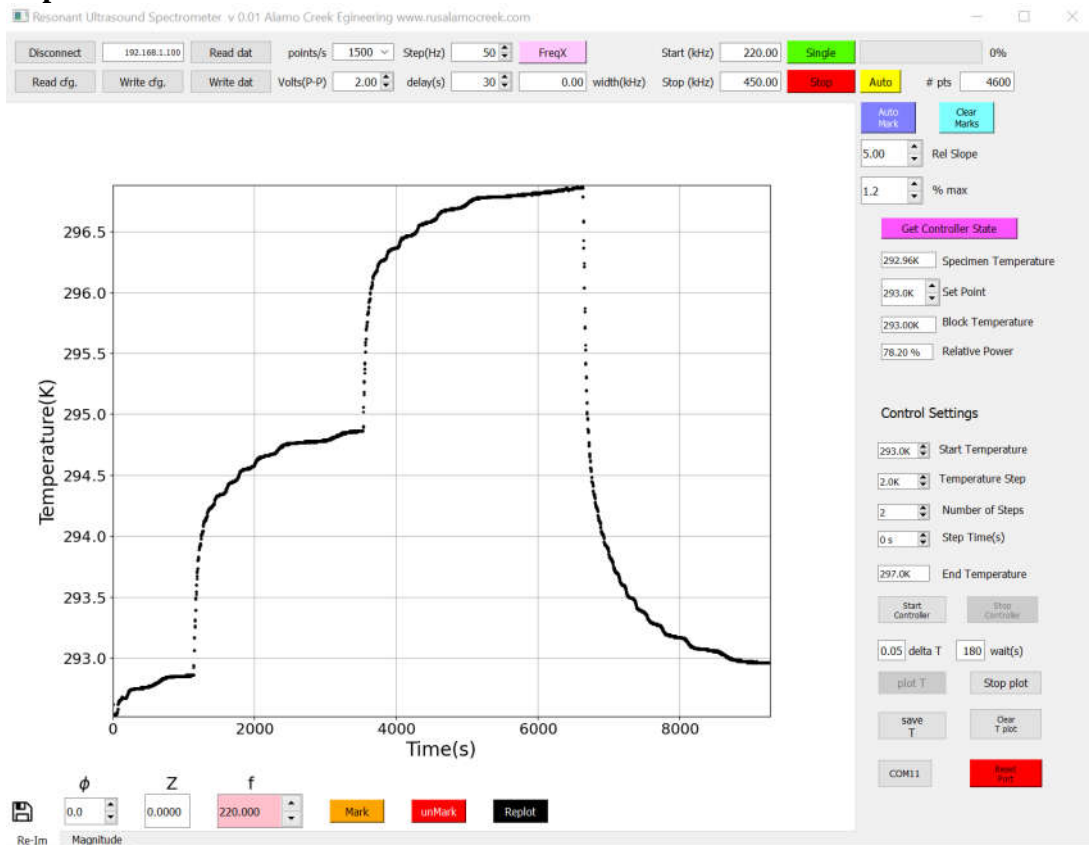 Resonant Ultrasound Spectrometer v 0.01 Alamo Creek Egineering www.rusalamocreek.com
Disconnect 192.168.1.100 Read dat points/s 1500 Step(Hz) 50 FreqX Start (kHz) 220.00 Single 0%
Read cfg. Write cfg. Write dat Volts(P-P) 2.00 delay(s) 30 0.00 width(kHz) Stop (kHz) 450.00 Stop Auto # pts 4600
Auto Mark
Clear Marks
5.00 Rel Slope
1.2 % max
Get Controller State
292.96K Specimen Temperature
293.0K Set Point
293.00K Block Temperature
78.20 % Relative Power
Control Settings
293.0K Start Temperature
2.0K Temperature Step
2 Number of Steps
0 s Step Time(s)
297.0K End Temperature
Start Controller
Stop Controller
0.05 delta T 180 wait(s)
plot T Stop plot
save T
Clear T plot
COM11
Reset Port
Temperature(K)
296.5
296.0
295.5
295.0
294.5
294.0
293.5
293.0
0 2000 4000 6000 8000
Time(s)
ϕ Z f
0.0 0.0000 220.000 Mark unMark Replot
Re-Im Magnitude